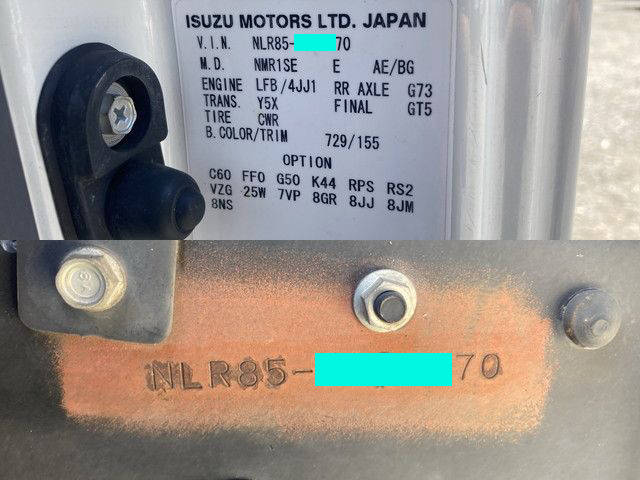 ISUZU MOTORS LTD. JAPAN
V.I.N. NLR85- 70
M.D. NMR1SE E AE/BG
ENGINE LFB/4JJ1 RR AXLE G73
TRANS. Y5X FINAL GT5
TIRE CWR
B.COLOR/TRIM 729/155
OPTION
C60 FF0 G50 K44 RPS RS2
VZG 25W 7VP 8GR 8JJ 8JM
8NS
NLR85- 70